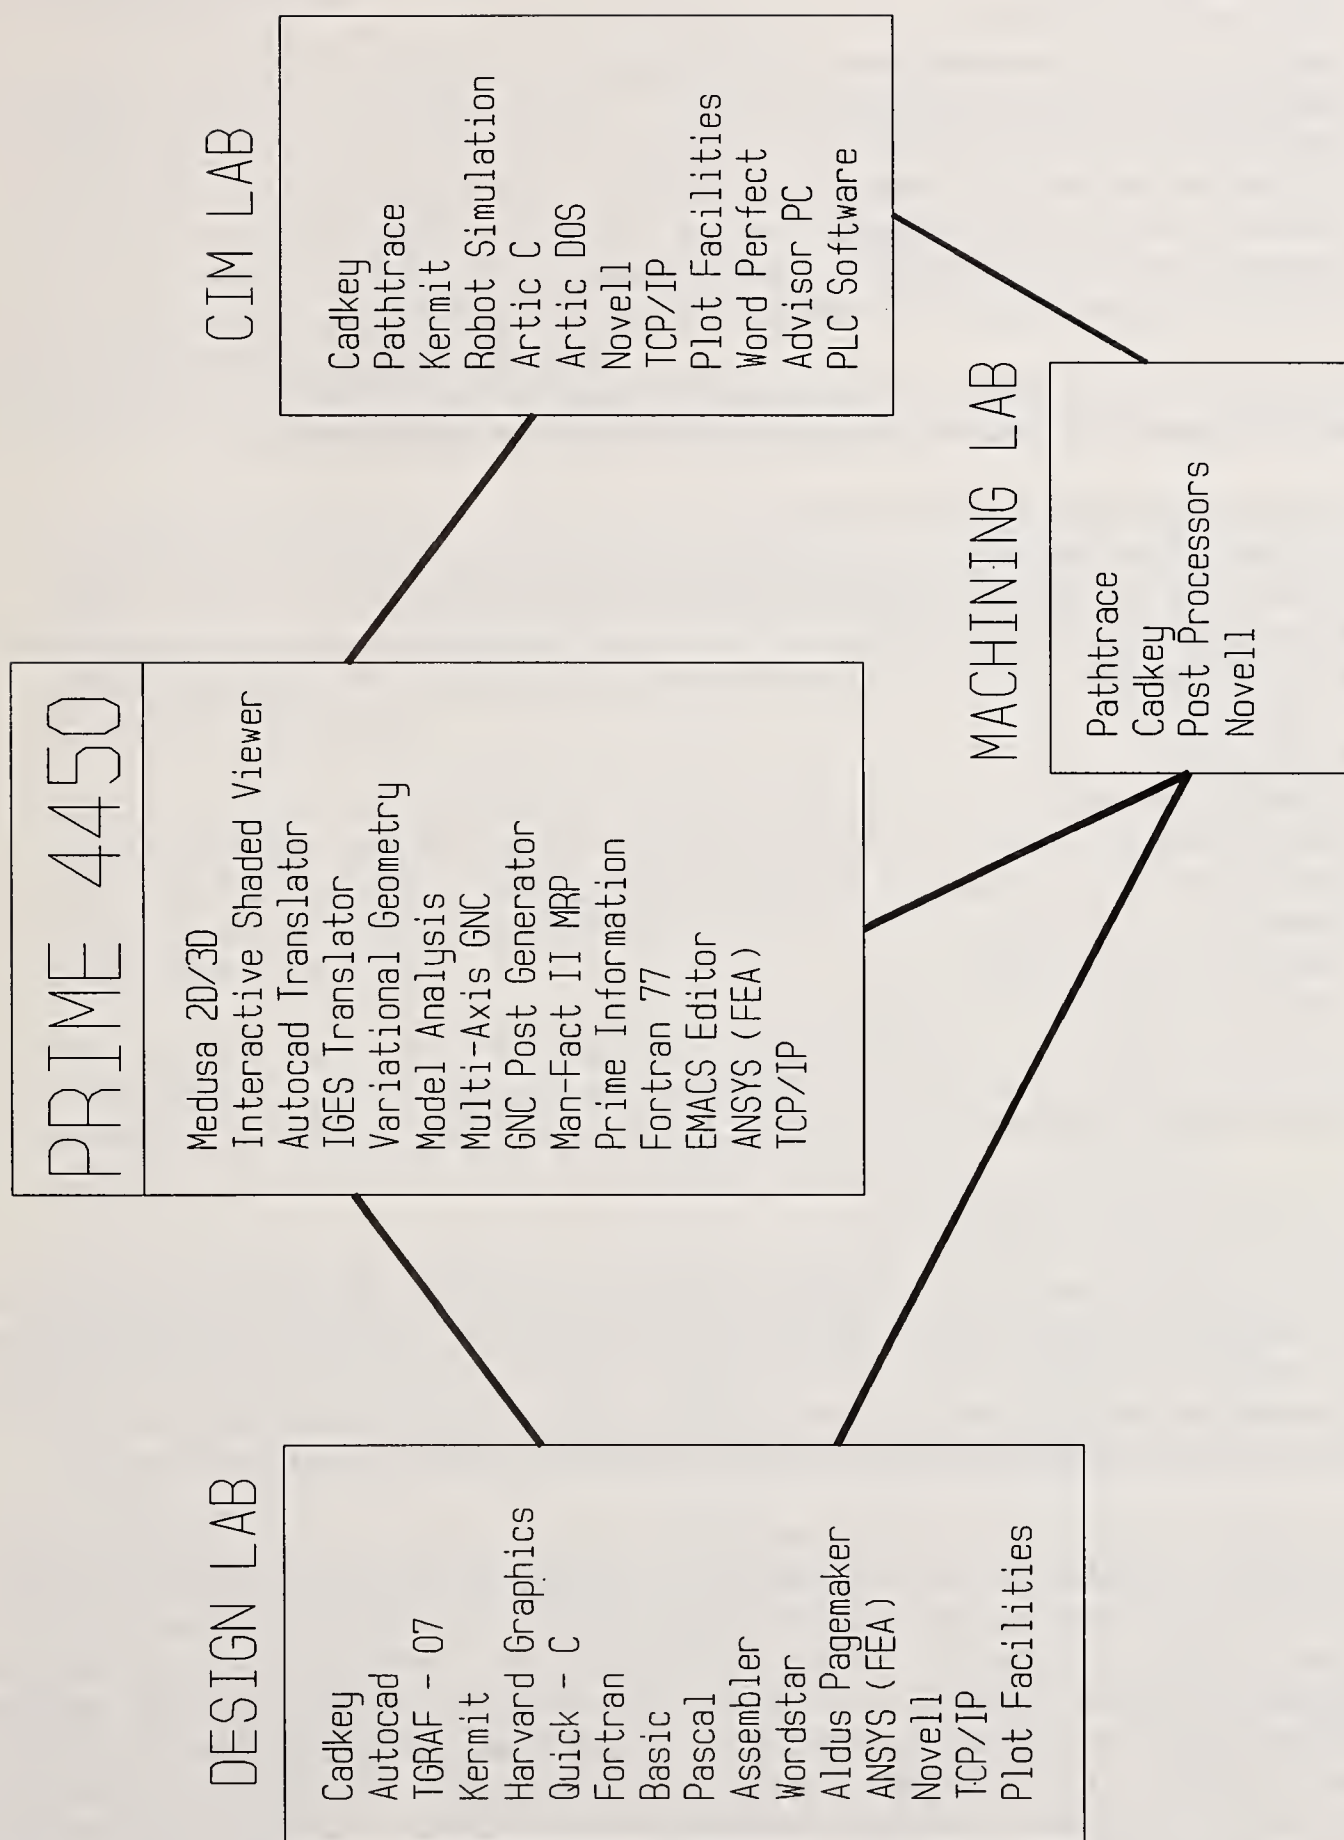 PRIME 4450
Medusa 2D/3D
Interactive Shaded Viewer
Autocad Translator
IGES Translator
Variational Geometry
Model Analysis
Multi-Axis GNC
GNC Post Generator
Man-Fact II MRP
Prime Information
Fortran 77
EMACS Editor
ANSYS (FEA)
TCP/IP
DESIGN LAB
Cadkey
Autocad
TGRAF - 07
Kermit
Harvard Graphics
Quick - C
Fortran
Basic
Pascal
Assembler
Wordstar
Aldus Pagemaker
ANSYS (FEA)
Novell
TCP/IP
Plot Facilities
CIM LAB
Cadkey
Pathtrace
Kermit
Robot Simulation
Artic C
Artic DOS
Novell
TCP/IP
Plot Facilities
Word Perfect
Advisor PC
PLC Software
MACHINING LAB
Pathtrace
Cadkey
Post Processors
Novell